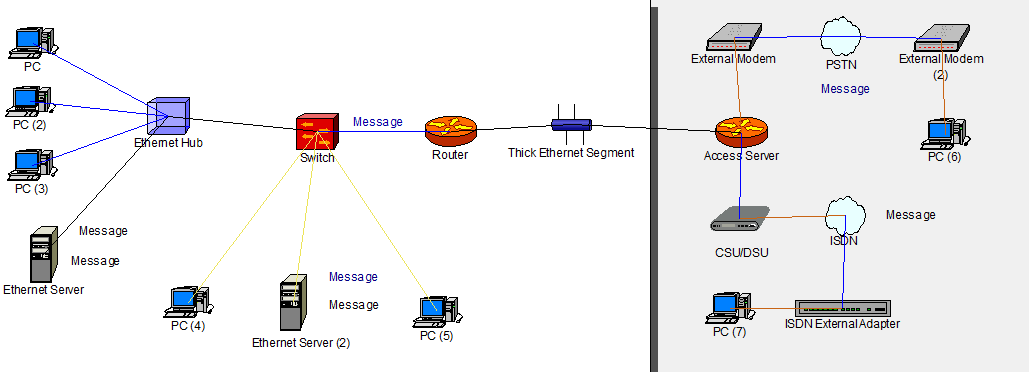 PC
PC (2)
PC (3)
Ethernet Hub
Message
Message
Ethernet Server
Switch
Message
Router
Thick Ethernet Segment
PC (4)
Message
Message
Ethernet Server (2)
PC (5)
External Modem
PSTN
Message
External Modem
(2)
PC (6)
Access Server
CSU/DSU
ISDN
Message
PC (7)
ISDN External Adapter